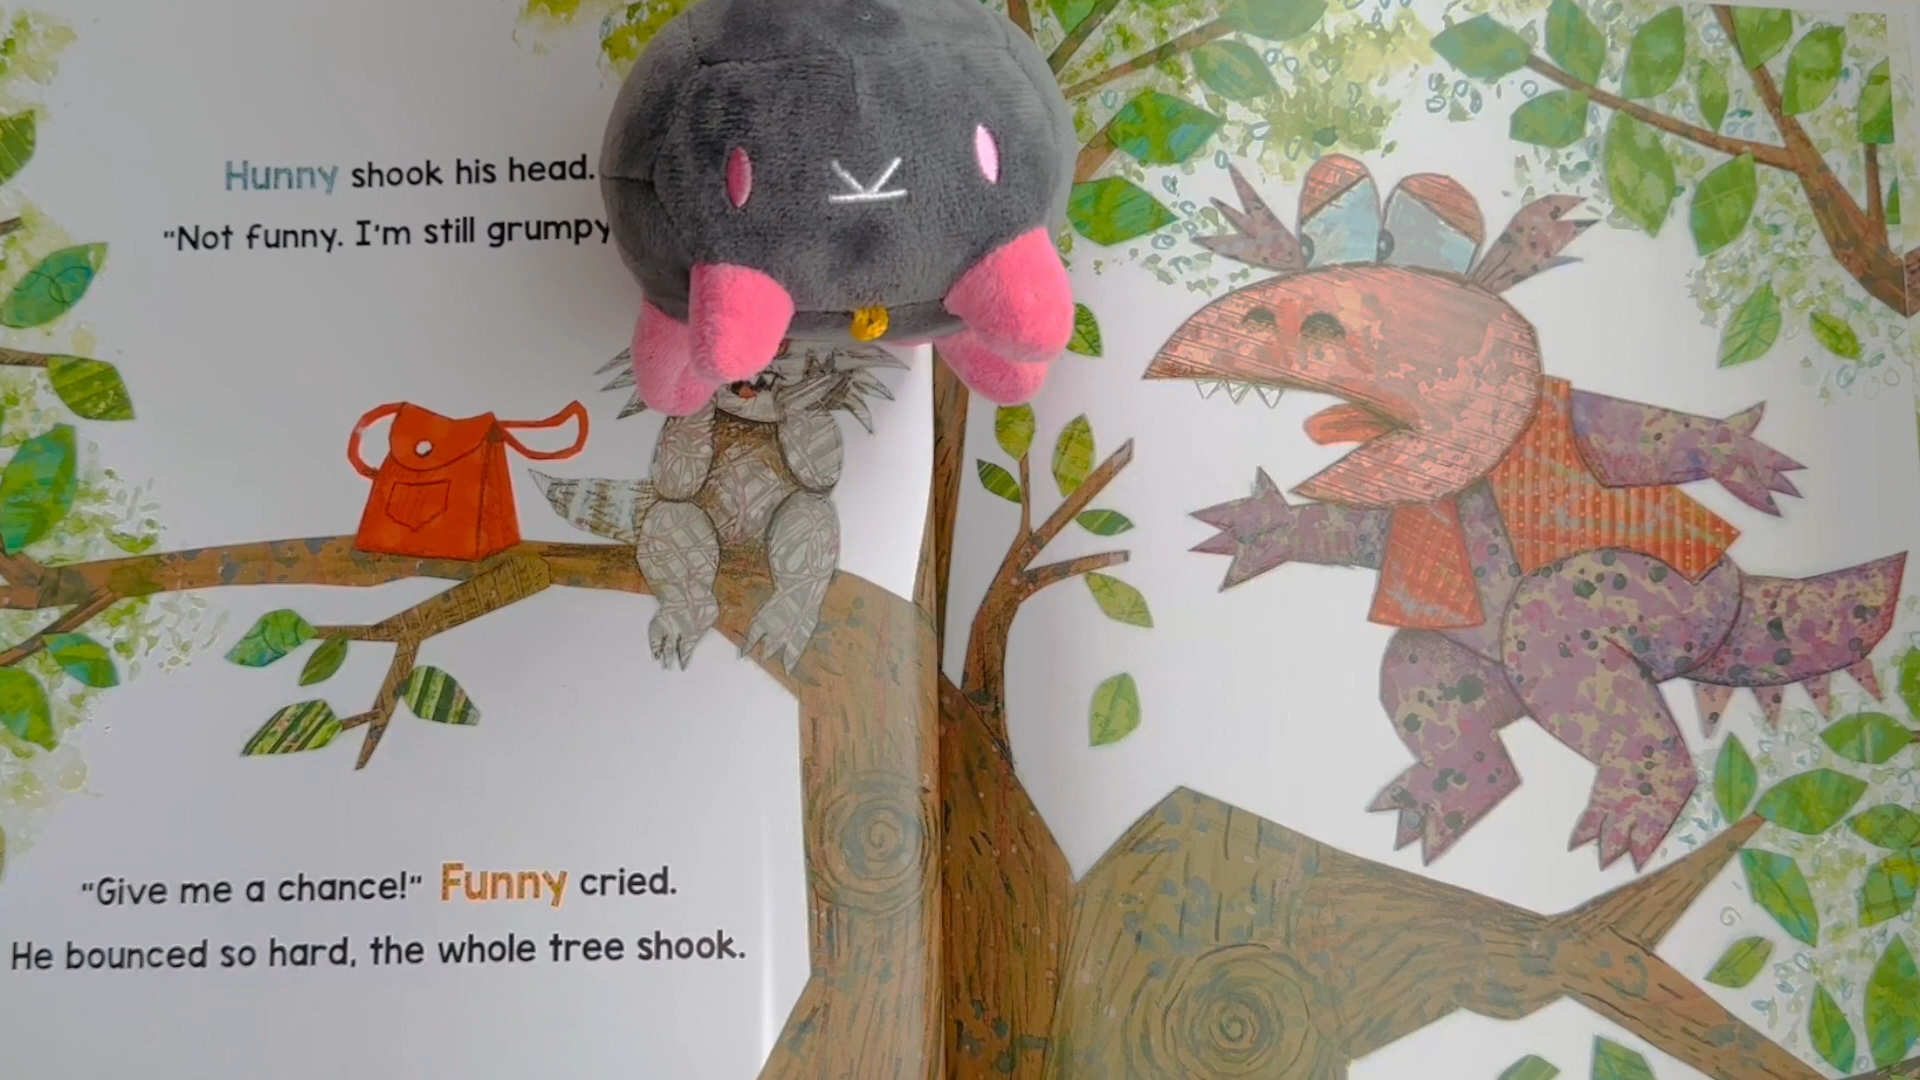 Hunny shook his head.
"Not funny. I'm still grumpy
"Give me a chance!" Funny cried.
He bounced so hard, the whole tree shook.